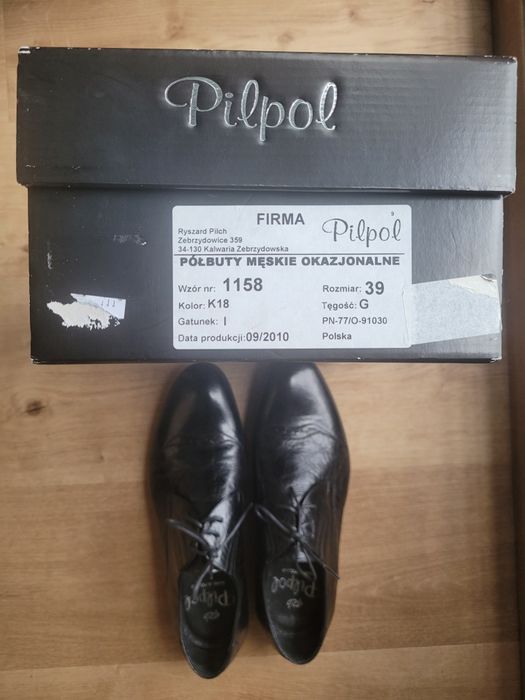 Pilpol
FIRMA
Ryszard Pilch
Zebrzydowice 359
34-130 Kalwaria Zebrzydowska
Pilpol
PÓŁBUTY MĘSKIE OKAZJONALNE
Wzór nr: 1158 Rozmiar: 39
Kolor: K18 Tęgość: G
Gatunek: I PN-77/O-91030
Data produkcji:09/2010 Polska
Pilpol
Pilpol